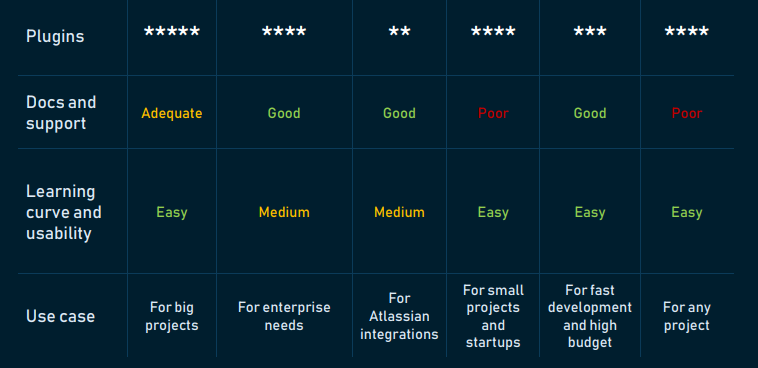 Plugins ***** **** ** **** *** ****
Docs and
support
Adequate Good Good Poor Good Poor
Learning
curve and
usability
Easy Medium Medium Easy Easy Easy
Use case
For big
projects
For enterprise
needs
For
Atlassian
integrations
For small
projects
and
startups
For fast
development
and high
budget
For any
project